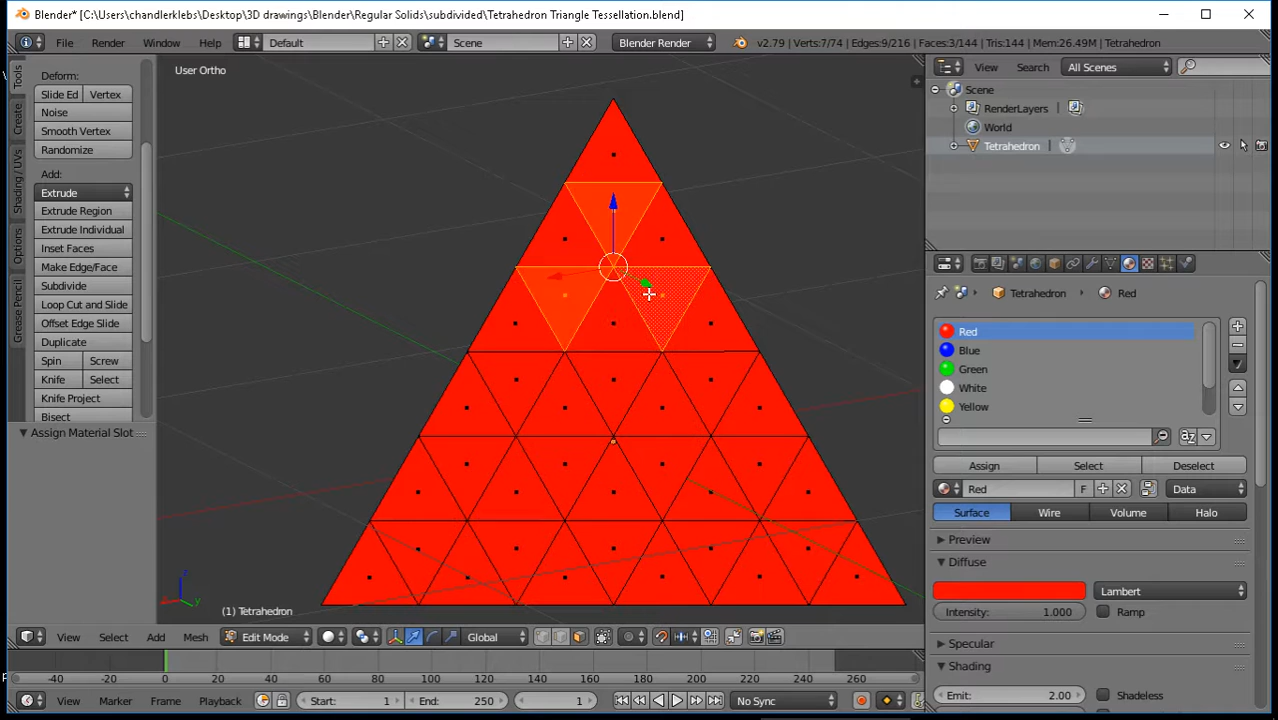 Blender* [C:\Users\chandlerklebs\Desktop\3D drawings\Blender\Regular Solids\subdivided\Tetrahedron Triangle Tessellation.blend]
File Render Window Help Default Scene Blender Render v2.79 | Verts:7/74 | Edges:9/216 | Faces:3/144 | Tris:144 | Mem:26.49M | Tetrahedron
Tools
Create
Shading / UVs
Options
Grease Pencil
Deform:
Slide Ed Vertex
Noise
Smooth Vertex
Randomize
Add:
Extrude
Extrude Region
Extrude Individual
Inset Faces
Make Edge/Face
Subdivide
Loop Cut and Slide
Offset Edge Slide
Duplicate
Spin Screw
Knife Select
Knife Project
Bisect
Assign Material Slot
User Ortho
(1) Tetrahedron
z
x
y
View Select Add Mesh Edit Mode Global
-40 -20 0 20 40 60 80 100 120 140 160 180 200 220 240 260
View Marker Frame Playback Start: 1 End: 250 1 No Sync
View Search All Scenes
Scene
RenderLayers
World
Tetrahedron
Tetrahedron Red
Red
Blue
Green
White
Yellow
Assign Select Deselect
Red F Data
Surface Wire Volume Halo
Preview
Diffuse
Lambert
Intensity: 1.000 Ramp
Specular
Shading
Emit: 2.00 Shadeless